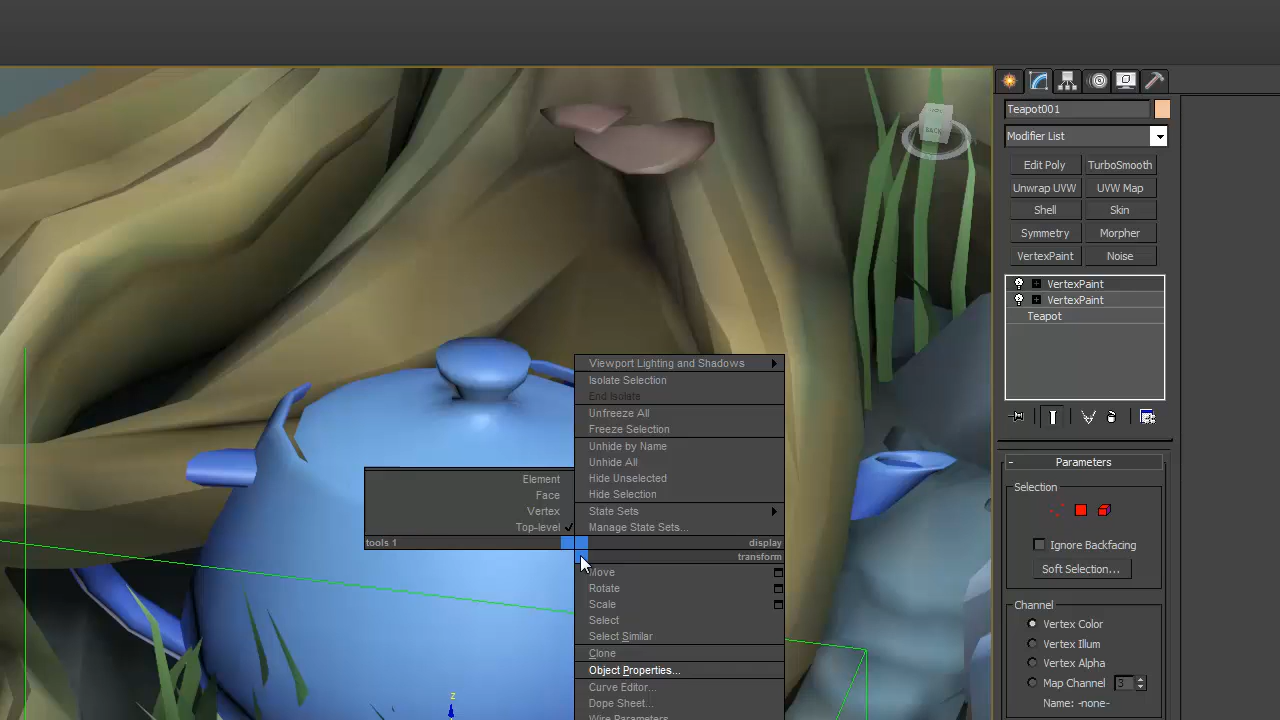 Teapot001
Modifier List
Edit Poly
TurboSmooth
Unwrap UVW
UVW Map
Shell
Skin
Symmetry
Morpher
VertexPaint
Noise
VertexPaint
VertexPaint
Teapot
BACK
Viewport Lighting and Shadows
Isolate Selection
End Isolate
Unfreeze All
Freeze Selection
Unhide by Name
Unhide All
Hide Unselected
Hide Selection
State Sets
Manage State Sets...
display
transform
Element
Face
Vertex
Top-level
tools 1
Move
Rotate
Scale
Select
Select Similar
Clone
Object Properties...
Curve Editor...
Dope Sheet...
Wire Parameters...
z
- Parameters
Selection
Ignore Backfacing
Soft Selection...
Channel
Vertex Color
Vertex Illum
Vertex Alpha
Map Channel 3
Name: -none-